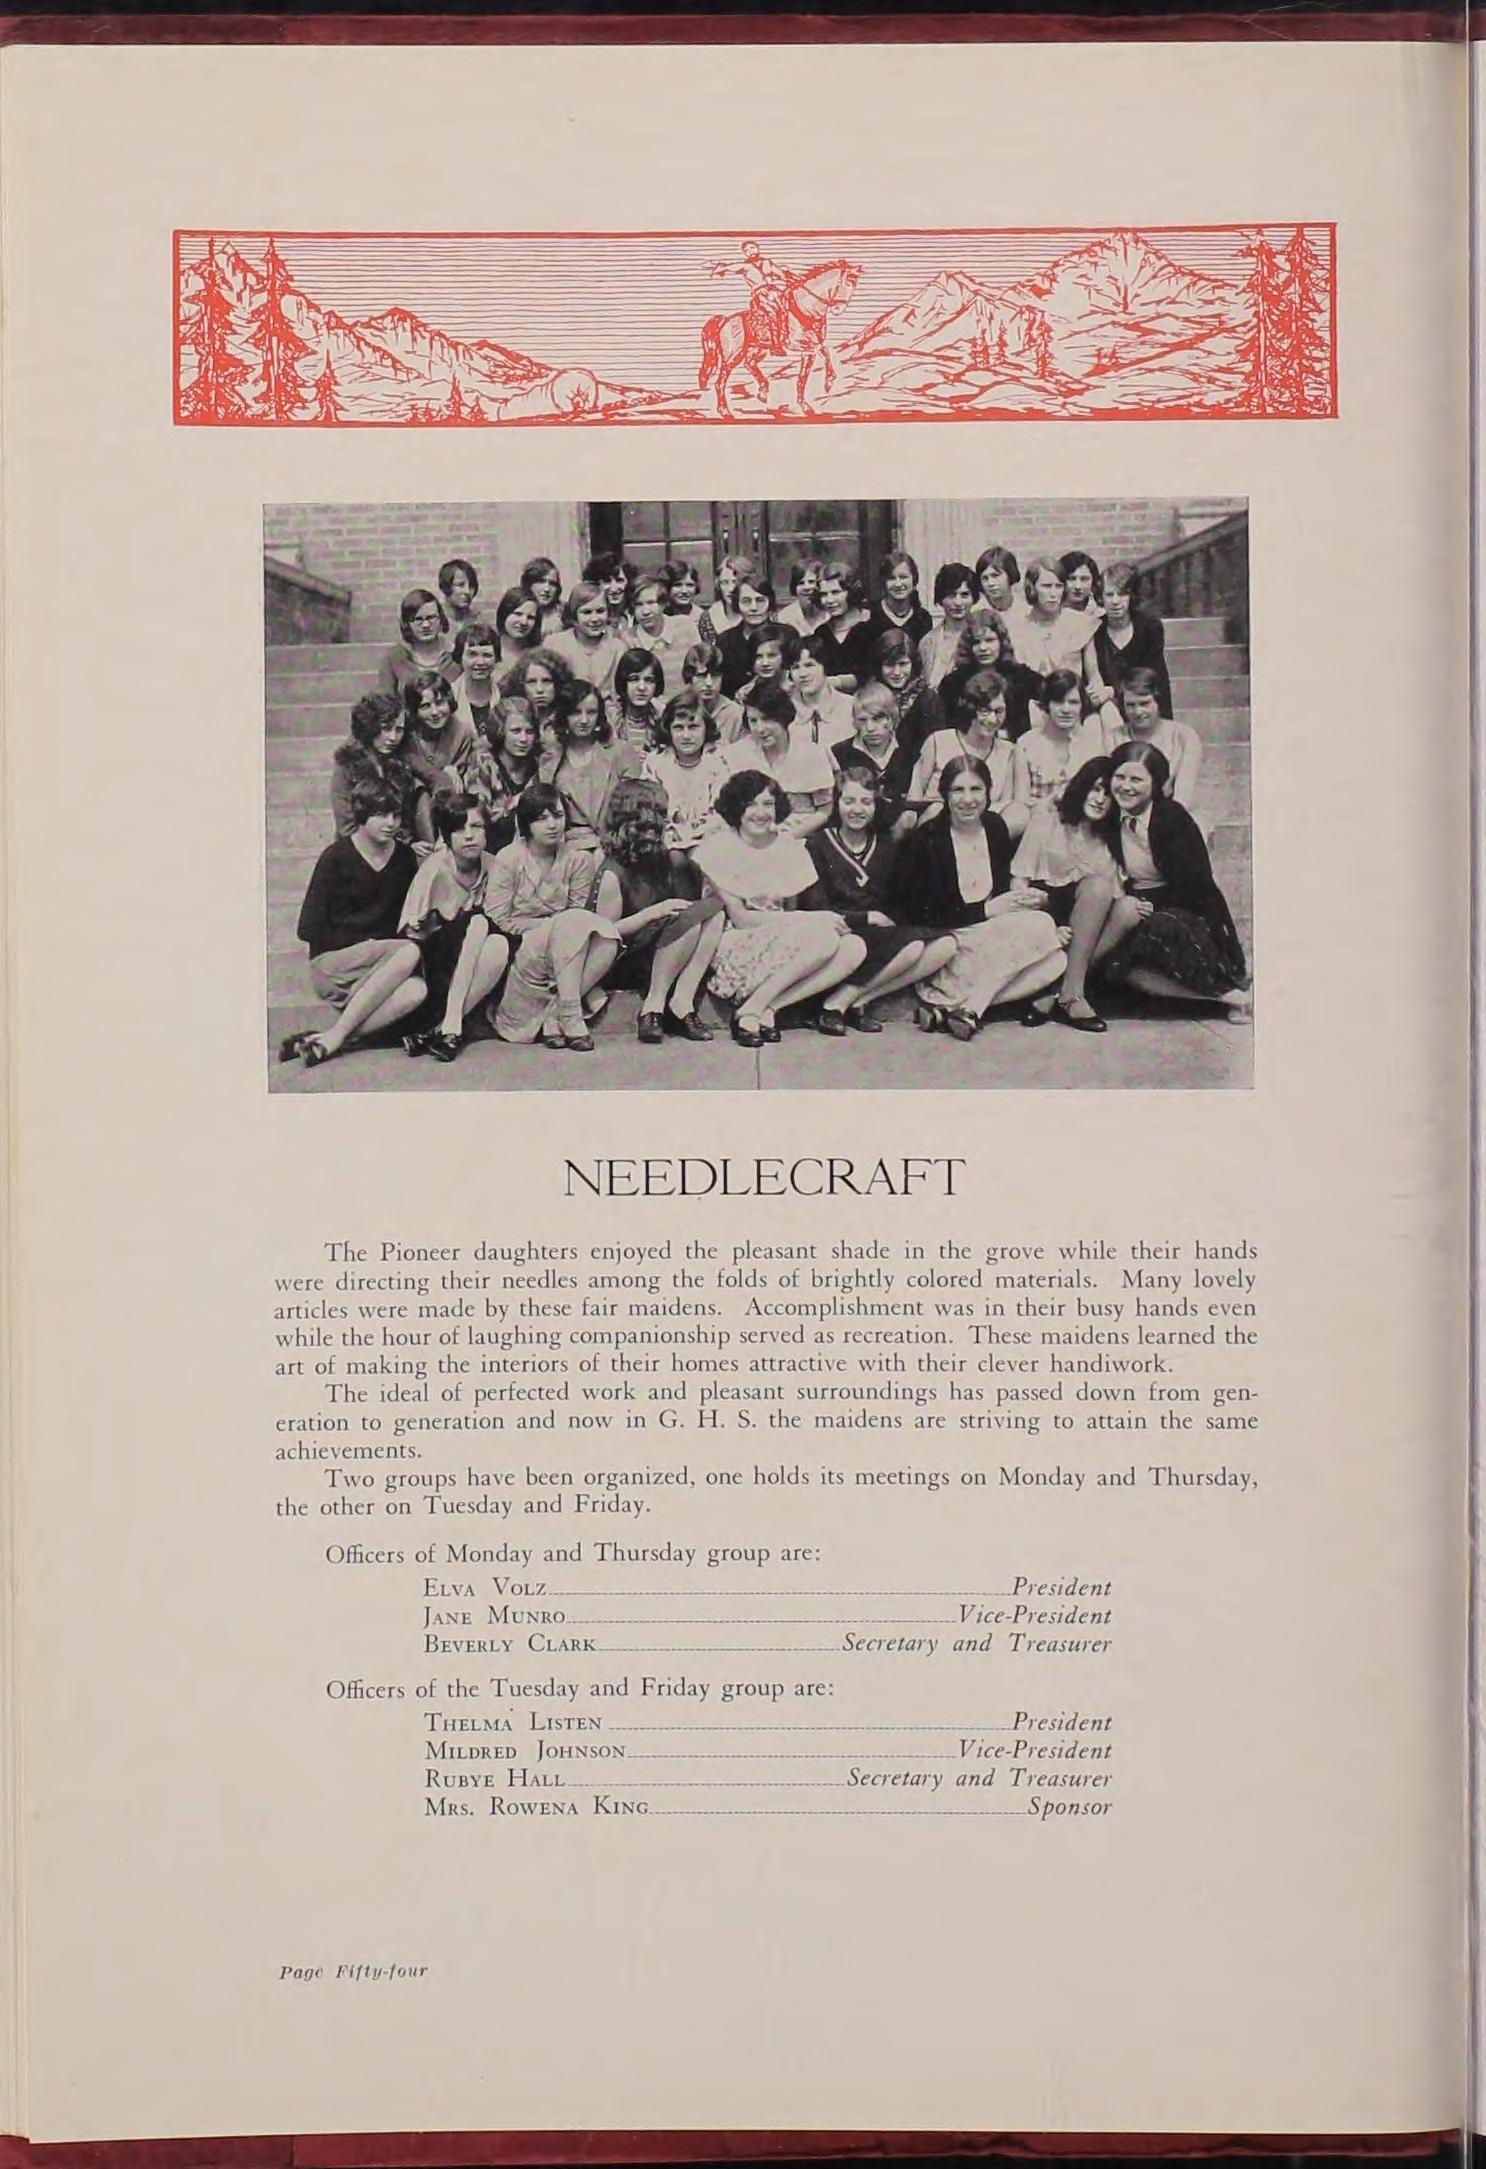 NEEDLECRAFT
The Pioneer daughters enjoyed the pleasant shade in the grove while their hands
were directing their needles among the folds of brightly colored materials. Many lovely
articles were made by these fair maidens. Accomplishment was in their busy hands even
while the hour of laughing companionship served as recreation. These maidens learned the
art of making the interiors of their homes attractive with their clever handiwork.
The ideal of perfected work and pleasant surroundings has passed down from gen-
eration to generation and now in G. H. S. the maidens are striving to attain the same
achievements.
Two groups have been organized, one holds its meetings on Monday and Thursday,
the other on Tuesday and Friday.
Officers of Monday and Thursday group are:
ELVA VOLZ President
JANE MUNRO Vice-President
BEVERLY CLARK Secretary and Treasurer
Officers of the Tuesday and Friday group are:
THELMA LISTEN President
MILDRED JOHNSON Vice-President
RUBYE HALL Secretary and Treasurer
MRS. ROWENA KING Sponsor
Page Fifty-four